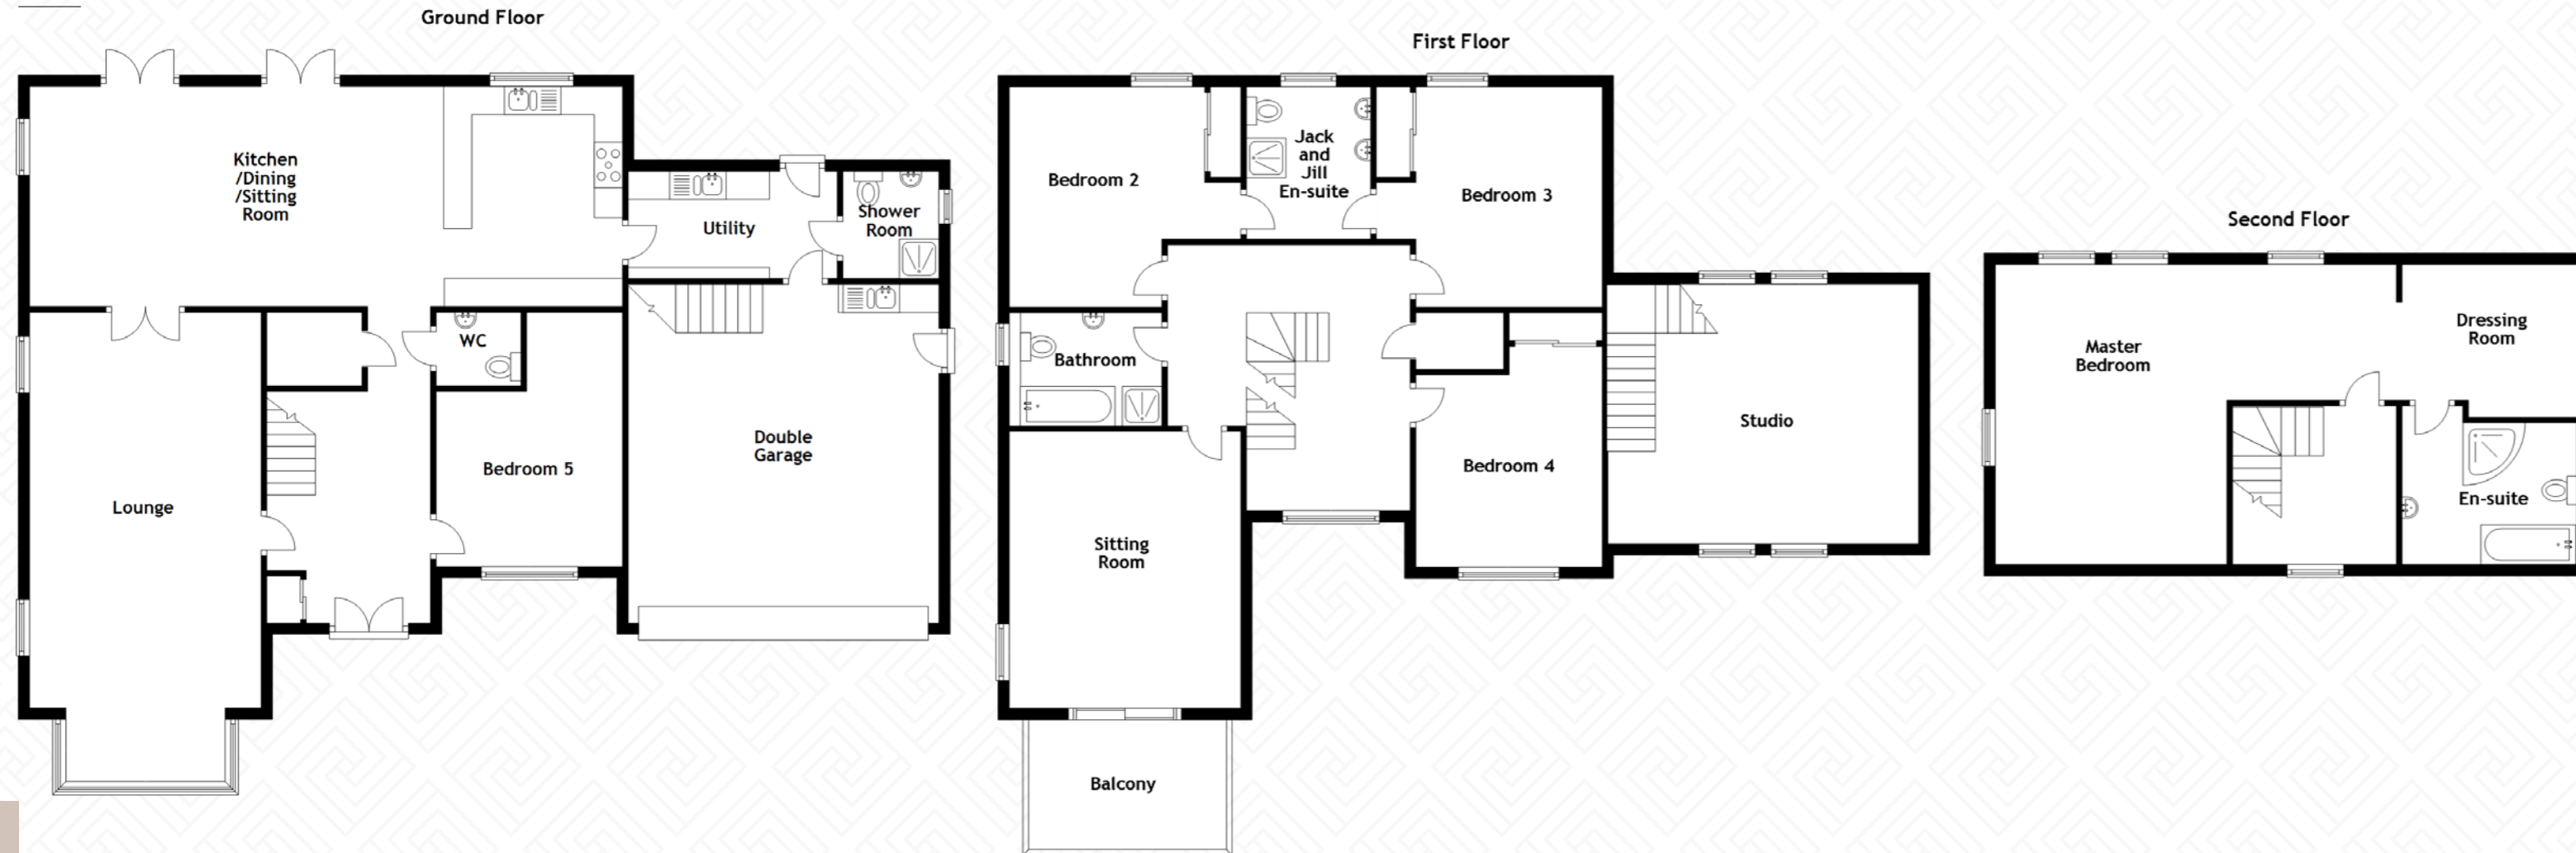 Ground Floor
Kitchen
/Dining
/Sitting
Room
Utility
Shower
Room
WC
Lounge
Bedroom 5
Double
Garage
First Floor
Bedroom 2
Jack
and
Jill
En-suite
Bedroom 3
Bathroom
Sitting
Room
Bedroom 4
Studio
Balcony
Second Floor
Master
Bedroom
Dressing
Room
En-suite